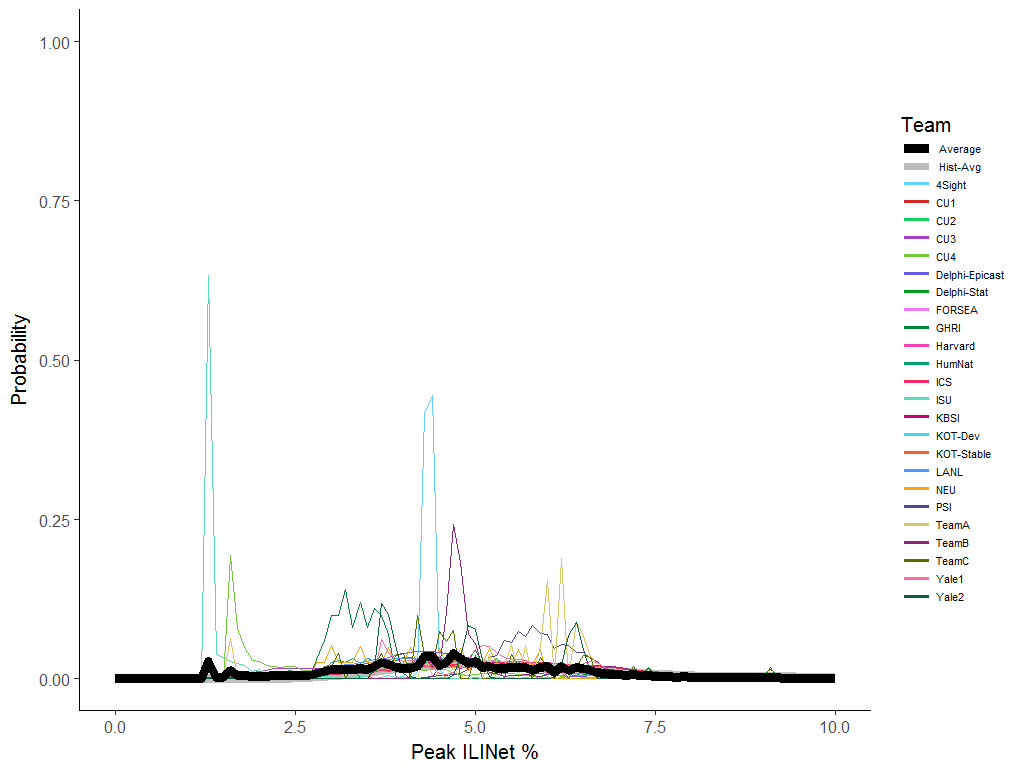 1.00
0.75
0.50
0.25
0.00
Probability
0.0 2.5 5.0 7.5 10.0
Peak ILINet %
Team
Average
Hist-Avg
4Sight
CU1
CU2
CU3
CU4
Delphi-Epicast
Delphi-Stat
FORSEA
GHRI
Harvard
HumNat
ICS
ISU
KBSI
KOT-Dev
KOT-Stable
LANL
NEU
PSI
TeamA
TeamB
TeamC
Yale1
Yale2